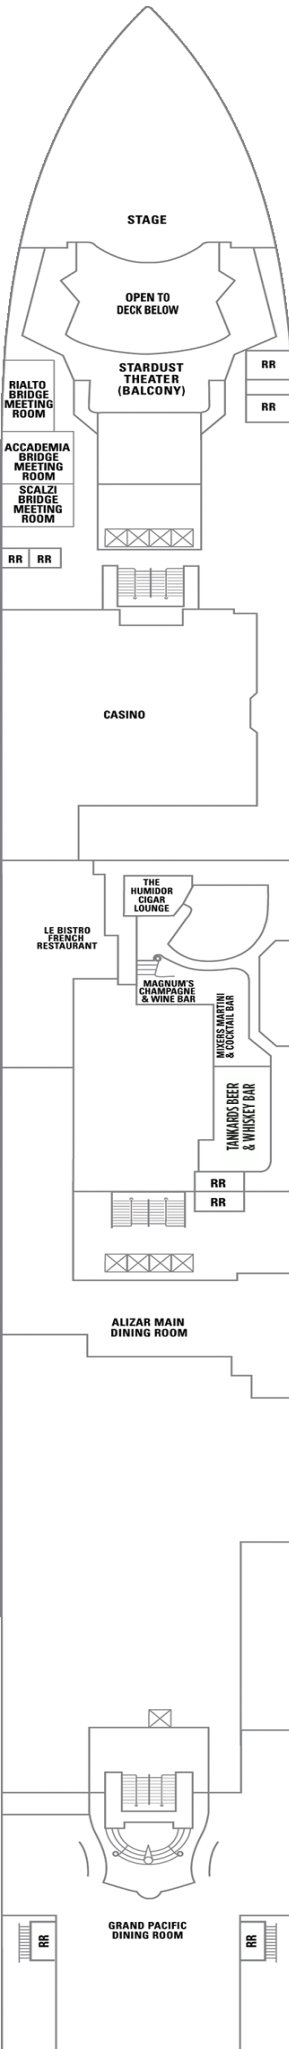 STAGE
OPEN TO
DECK BELOW
STARDUST
THEATER
(BALCONY)
RR
RR
RIALTO
BRIDGE
MEETING
ROOM
ACCADEMIA
BRIDGE
MEETING
ROOM
SCALZI
BRIDGE
MEETING
ROOM
RR
RR
CASINO
THE
HUMIDOR
CIGAR
LOUNGE
LE BISTRO
FRENCH
RESTAURANT
MAGNUM'S
CHAMPAGNE
& WINE BAR
MIXERS MARTINI
& COCKTAIL BAR
TANKARDS BEER
& WHISKEY BAR
RR
RR
ALIZAR MAIN
DINING ROOM
GRAND PACIFIC
DINING ROOM
RR
RR